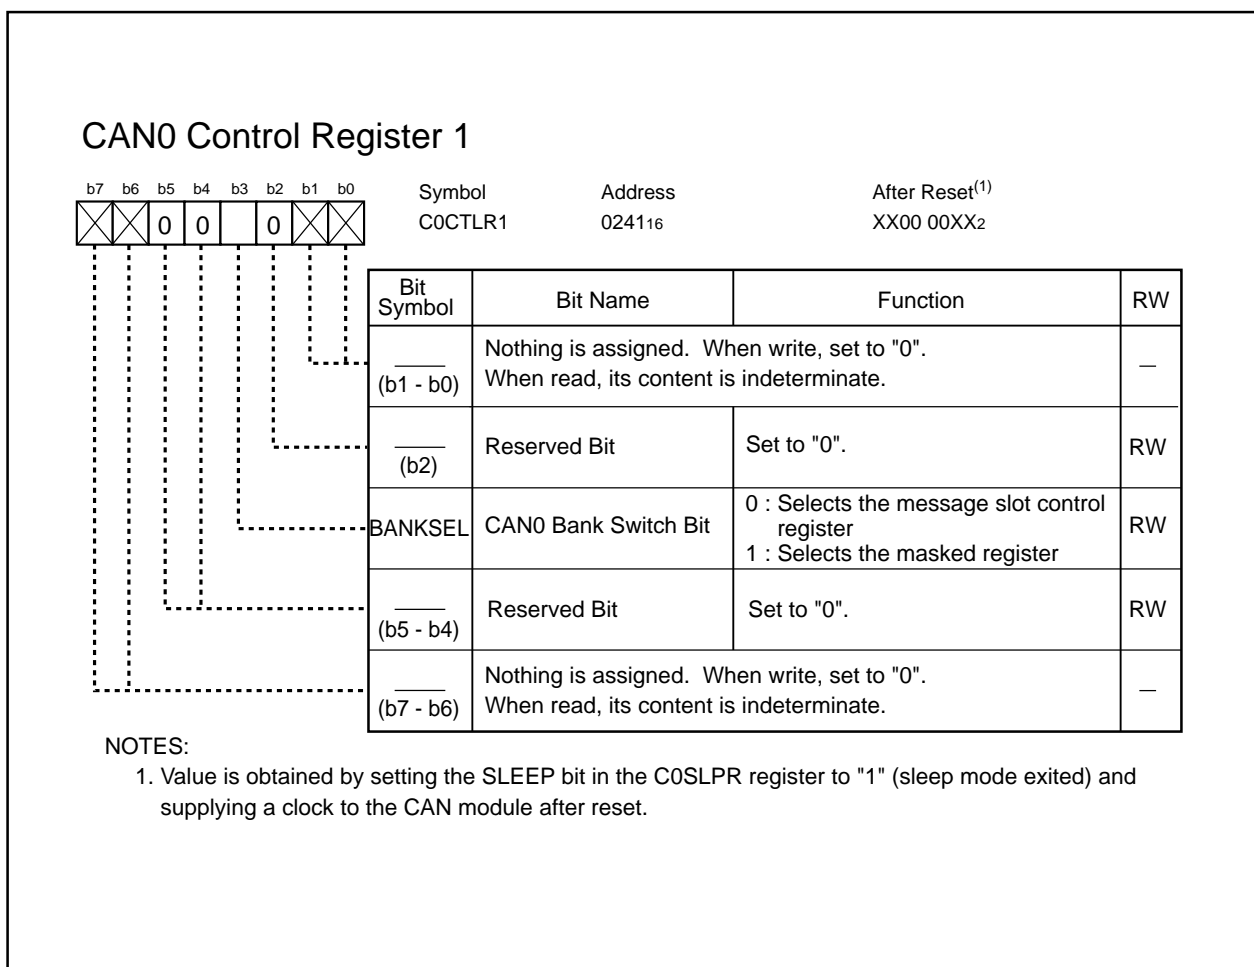 CAN0 Control Register 1
b7 b6 b5 b4 b3 b2 b1 b0
0 0 0
Symbol Address After Reset(1)
C0CTLR1 024116 XX00 00XX2
Bit Symbol Bit Name Function RW
(b1 - b0) Nothing is assigned. When write, set to "0".
When read, its content is indeterminate. —
(b2) Reserved Bit Set to "0". RW
BANKSEL CAN0 Bank Switch Bit 0 : Selects the message slot control
register
1 : Selects the masked register RW
(b5 - b4) Reserved Bit Set to "0". RW
(b7 - b6) Nothing is assigned. When write, set to "0".
When read, its content is indeterminate. —
NOTES:
1. Value is obtained by setting the SLEEP bit in the C0SLPR register to "1" (sleep mode exited) and
supplying a clock to the CAN module after reset.